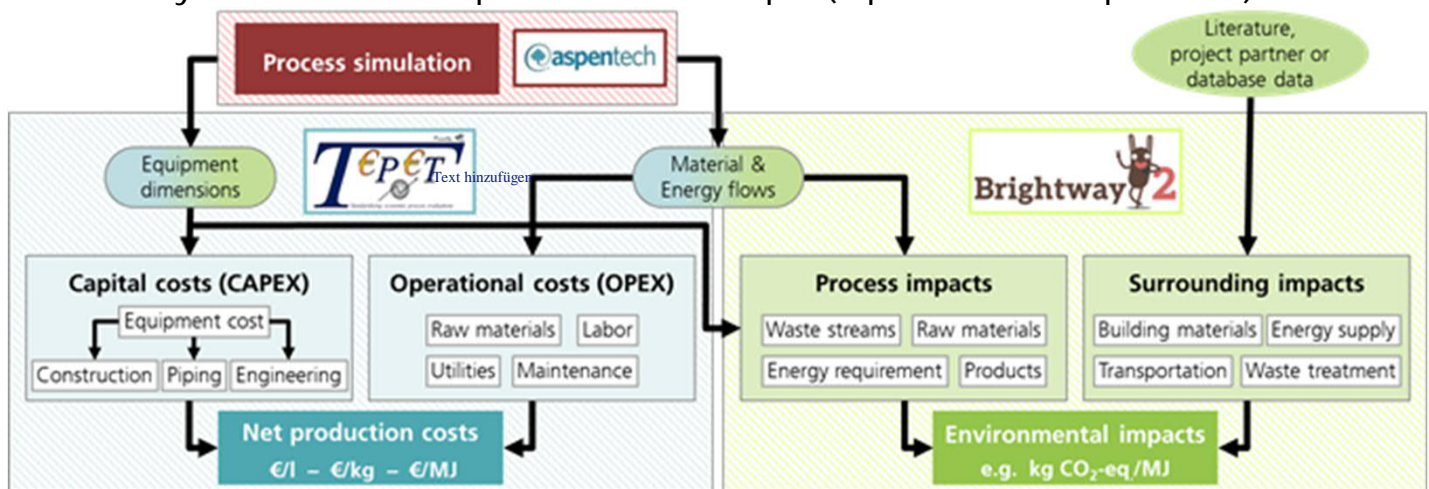 Process simulation
aspentech
Literature,
project partner or
database data
Equipment
dimensions
TEPET
Text hinzufügen
Material &
Energy flows
Brightway2
Capital costs (CAPEX)
Equipment cost
Construction Piping Engineering
Operational costs (OPEX)
Raw materials Labor
Utilities Maintenance
Process impacts
Waste streams Raw materials
Energy requirement Products
Surrounding impacts
Building materials Energy supply
Transportation Waste treatment
Net production costs
€/l – €/kg – €/MJ
Environmental impacts
e.g. kg CO₂-eq./MJ